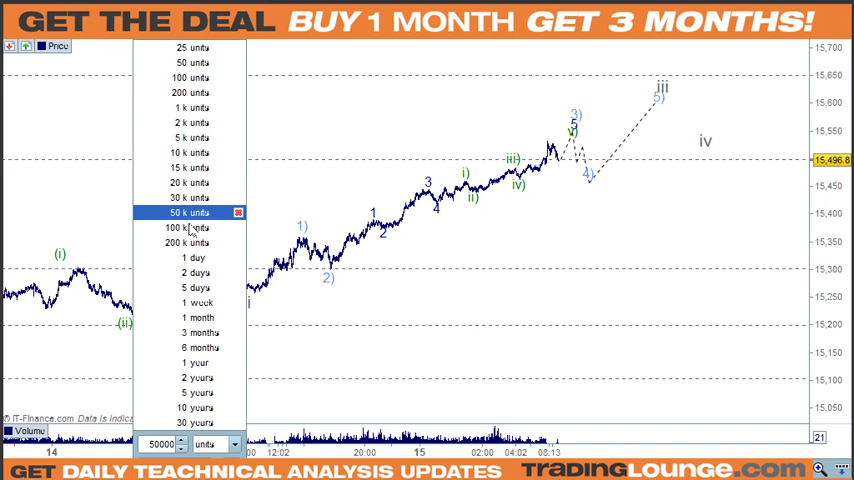 GET THE DEAL BUY 1 MONTH GET 3 MONTHS!
Price
25 units
50 units
100 units
200 units
1 k units
2 k units
5 k units
10 k units
15 k units
20 k units
30 k units
50 k units
100 k units
200 k units
1 day
2 days
5 days
1 week
1 month
3 months
6 months
1 year
2 years
5 years
10 years
30 years
50000 units
(i)
(ii)
i
1)
2)
1
2
3
4
i)
ii)
iii)
iv)
3)
5
v)
4)
iii
5)
iv
15,700
15,650
15,600
15,550
15,496.8
15,450
15,400
15,350
15,300
15,250
15,200
15,150
15,100
15,050
© IT-Finance.com Data is indica
Volume
21
14
:00 12:02 20:00 15 02:00 04:02 08:13
GET DAILY TEACHNICAL ANALYSIS UPDATES TRADINGLOUNGE.com